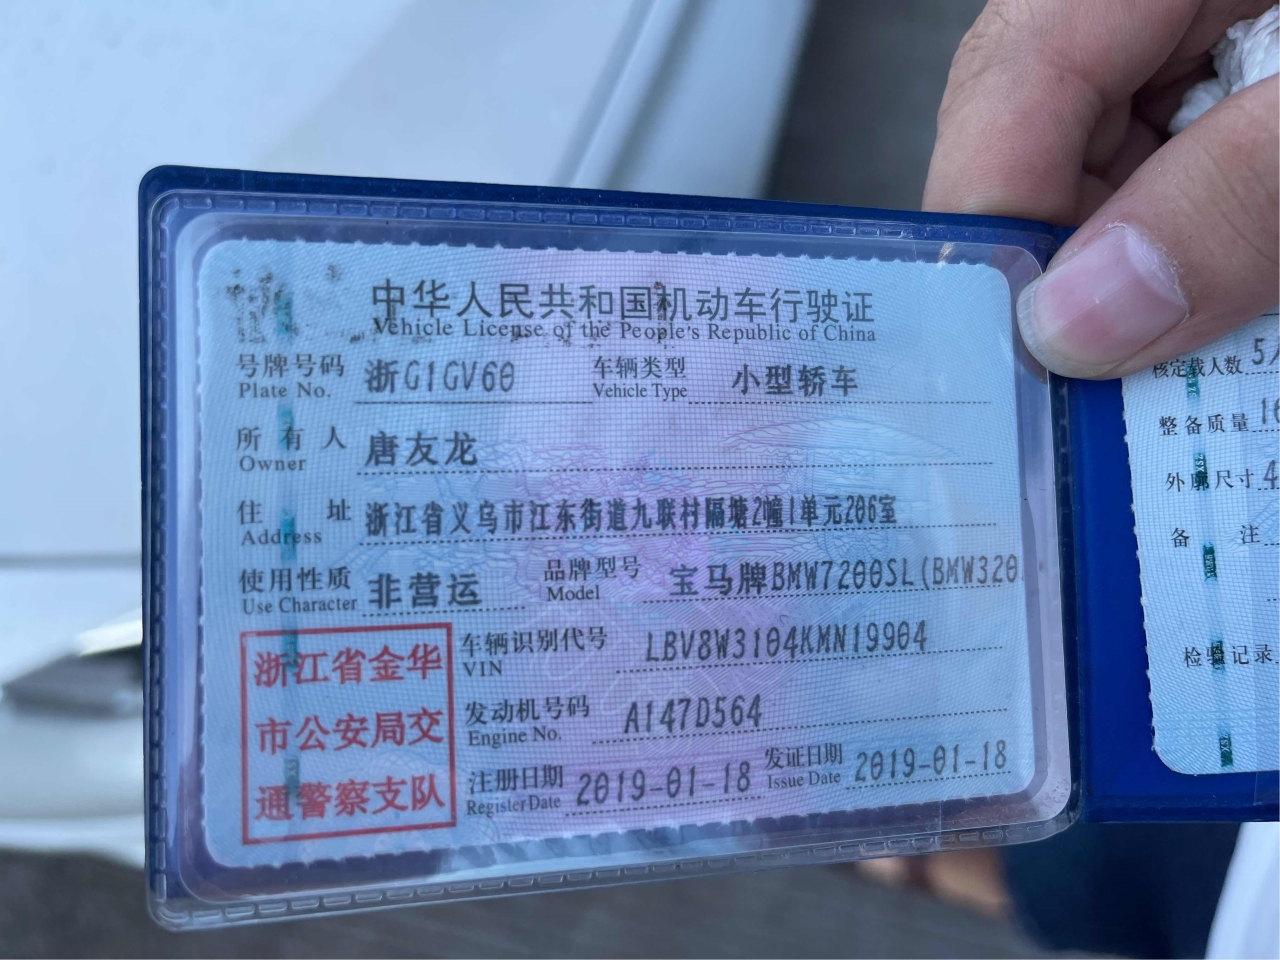 中华人民共和国机动车行驶证
Vehicle License of the People's Republic of China
号牌号码 浙G1GV60 车辆类型 小型轿车
Plate No. Vehicle Type
所有人 唐友龙
Owner
住址 浙江省义乌市江东街道九联村隔塘2幢1单元206室
Address
使用性质 非营运 品牌型号 宝马牌BMW7200SL(BMW320
Use Character Model
车辆识别代号 LBV8W3104KMN19904
VIN
发动机号码 A147D564
Engine No.
注册日期 2019-01-18 发证日期 2019-01-18
Register Date Issue Date
浙江省金华
市公安局交
通警察支队
核定载人数 5
整备质量 16
外廓尺寸 4
备注
检验记录